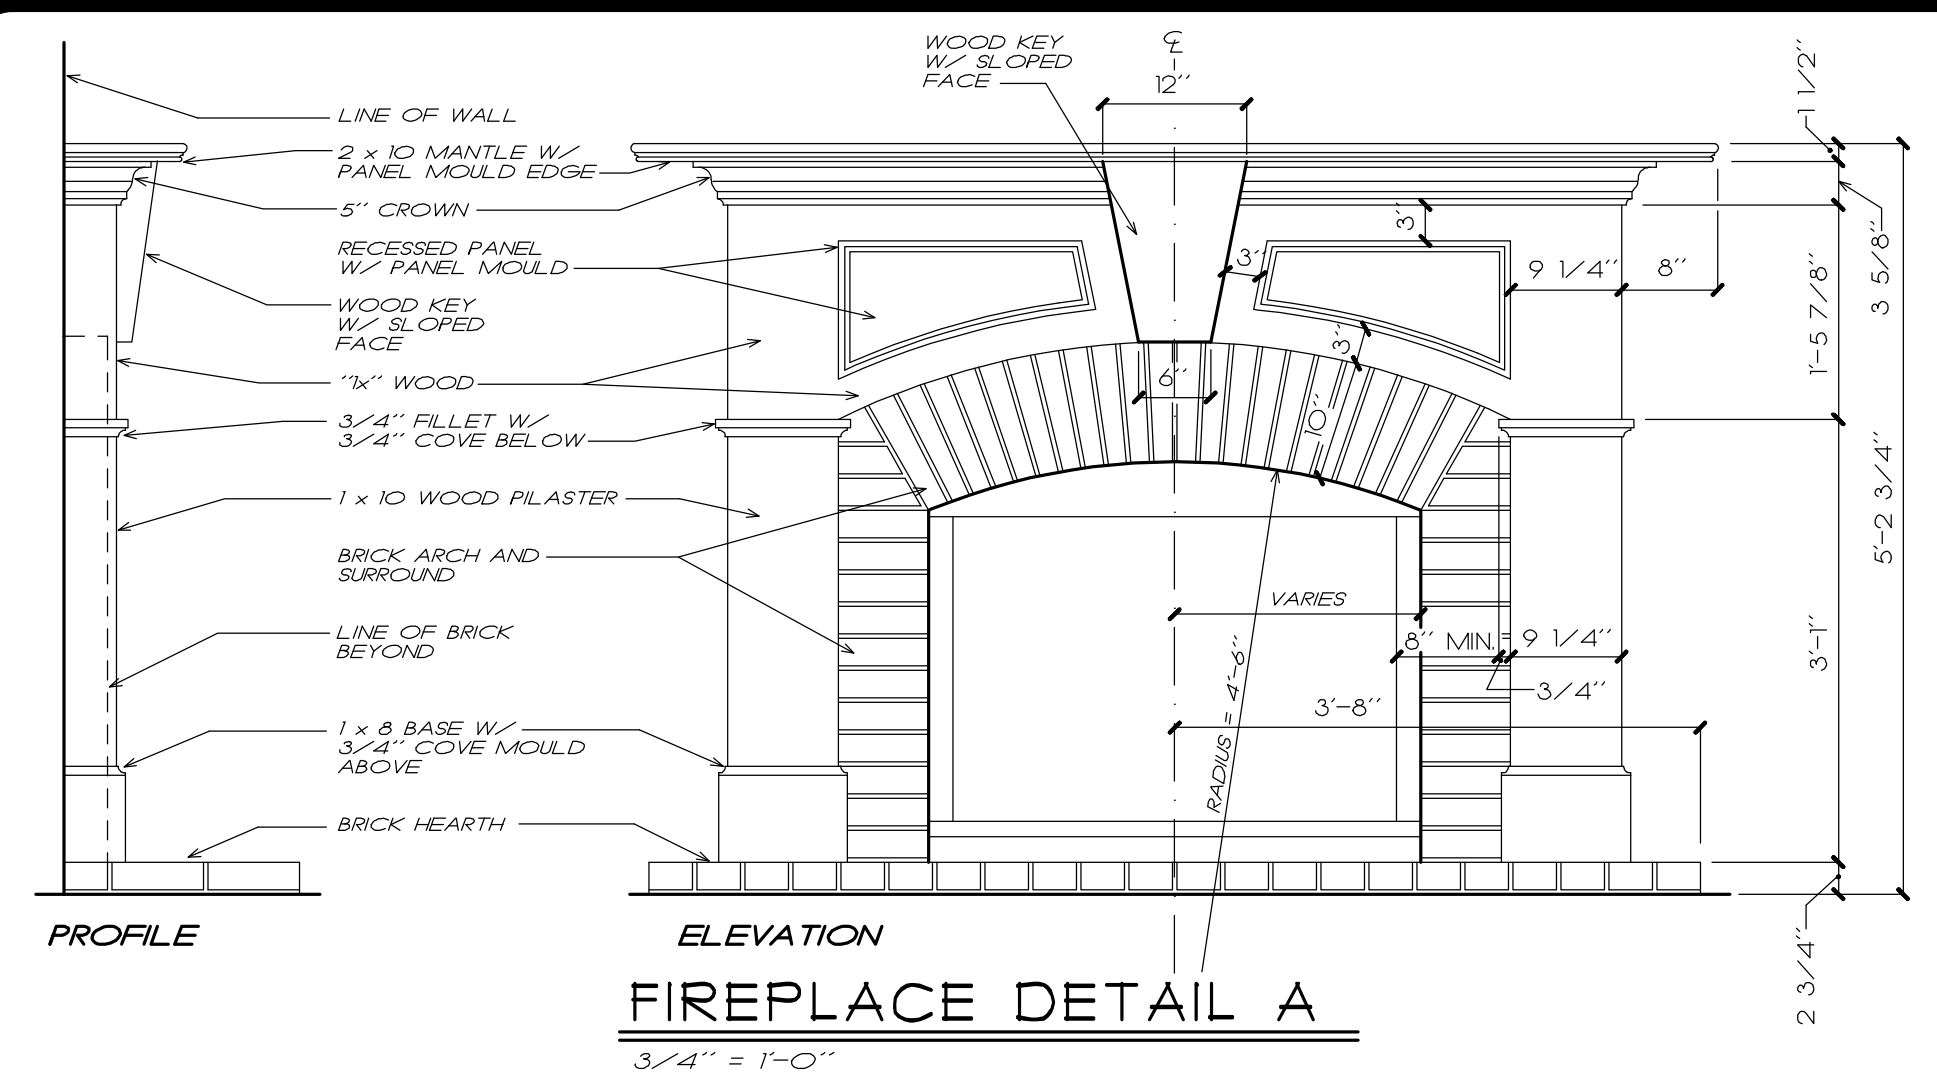 LINE OF WALL
2 x 10 MANTLE W/
PANEL MOULD EDGE
5" CROWN
RECESSED PANEL
W/ PANEL MOULD
WOOD KEY
W/ SLOPED
FACE
"1x" WOOD
3/4" FILLET W/
3/4" COVE BELOW
1 x 10 WOOD PILASTER
BRICK ARCH AND
SURROUND
LINE OF BRICK
BEYOND
1 x 8 BASE W/
3/4" COVE MOULD
ABOVE
BRICK HEARTH
WOOD KEY
W/ SLOPED
FACE
℄
12"
3"
3"
3"
9 1/4"
8"
6"
10"
VARIES
8" MIN.
=
9 1/4"
3/4"
3'-8"
RADIUS = 4'-6"
1 1/2"
3 5/8"
1'-5 7/8"
5'-2 3/4"
3'-1"
2 3/4"
PROFILE
ELEVATION
FIREPLACE DETAIL A
3/4" = 1'-0"